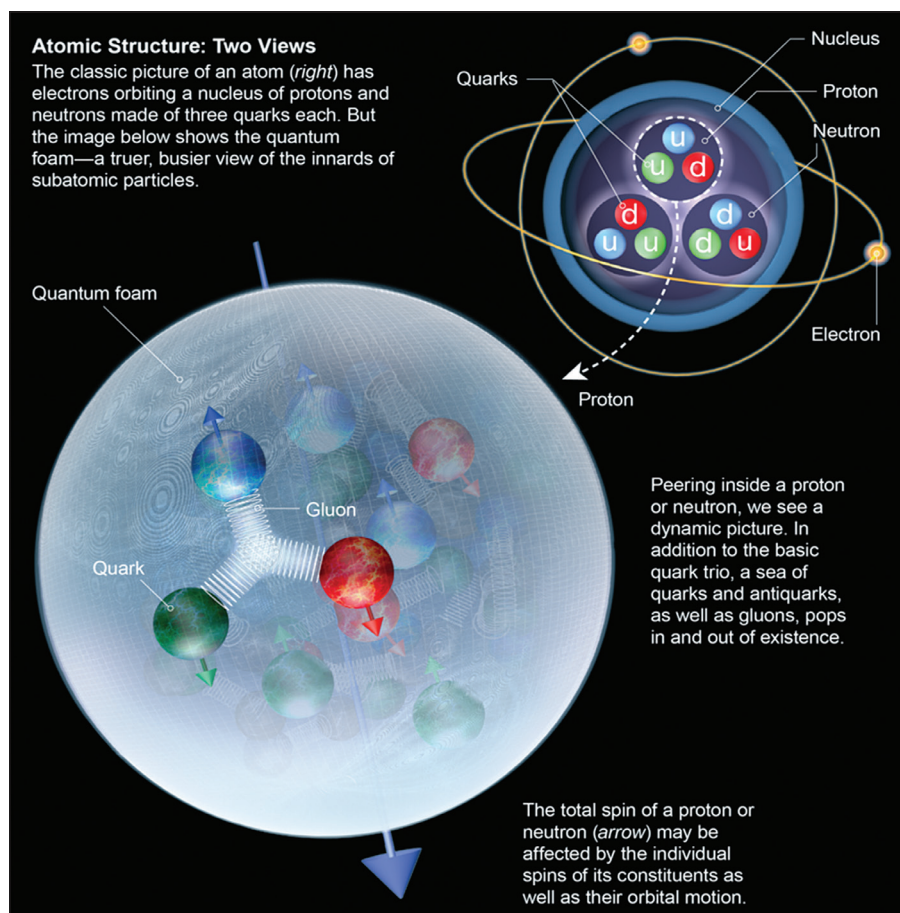 Atomic Structure: Two Views
The classic picture of an atom (right) has
electrons orbiting a nucleus of protons and
neutrons made of three quarks each. But
the image below shows the quantum
foam—a truer, busier view of the innards of
subatomic particles.
Nucleus
Quarks
Proton
Neutron
u
u d
d d
u u d u
Electron
Proton
Quantum foam
Gluon
Quark
Peering inside a proton
or neutron, we see a
dynamic picture. In
addition to the basic
quark trio, a sea of
quarks and antiquarks,
as well as gluons, pops
in and out of existence.
The total spin of a proton or
neutron (arrow) may be
affected by the individual
spins of its constituents as
well as their orbital motion.